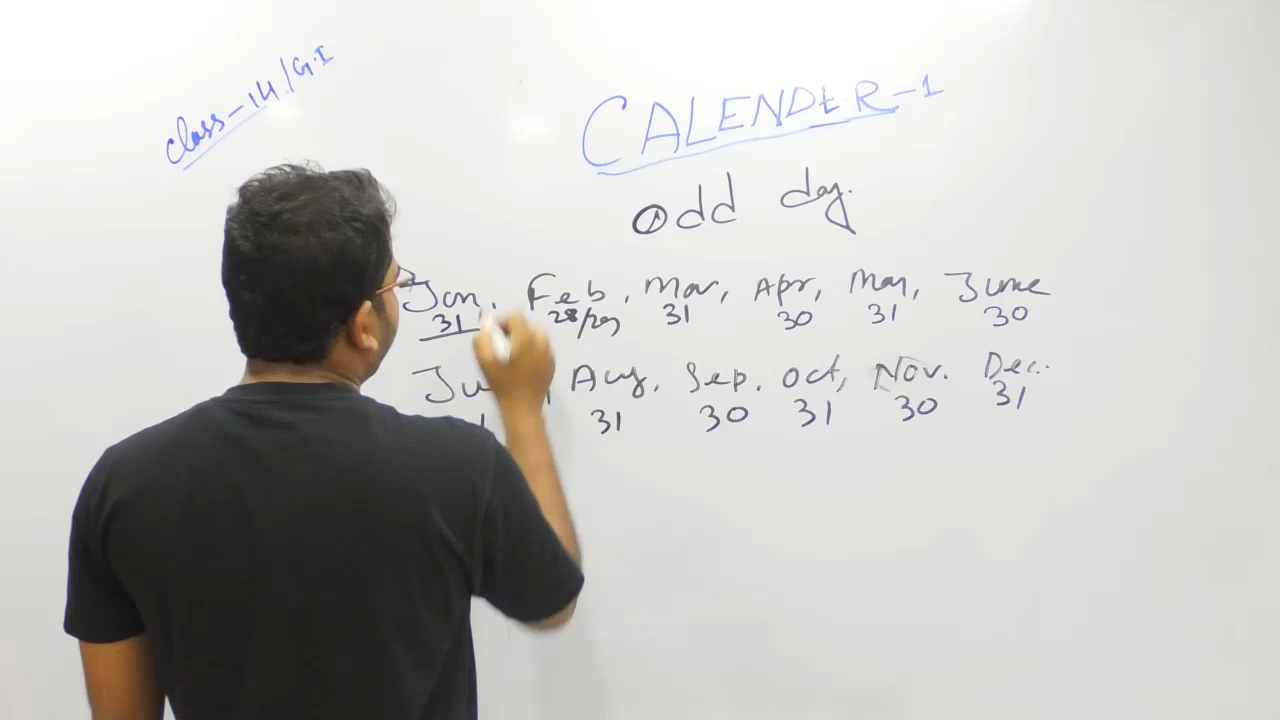 class-14/G.I
CALENDER-1
odd day.
Jan, Feb, Mar, Apr, May, June
31 28/29 31 30 31 30
Ju Aug, Sep. Oct, Nov. Dec.
31 30 31 30 31